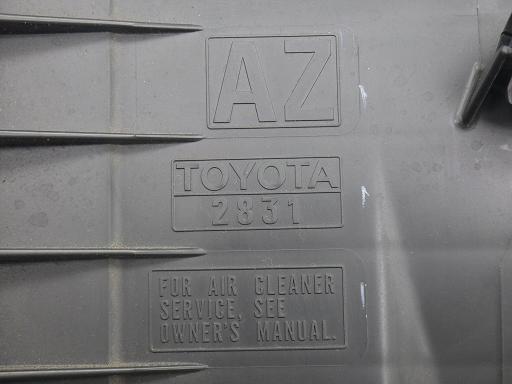 AZ
TOYOTA
2831
FOR AIR CLEANER
SERVICE, SEE
OWNER'S MANUAL.